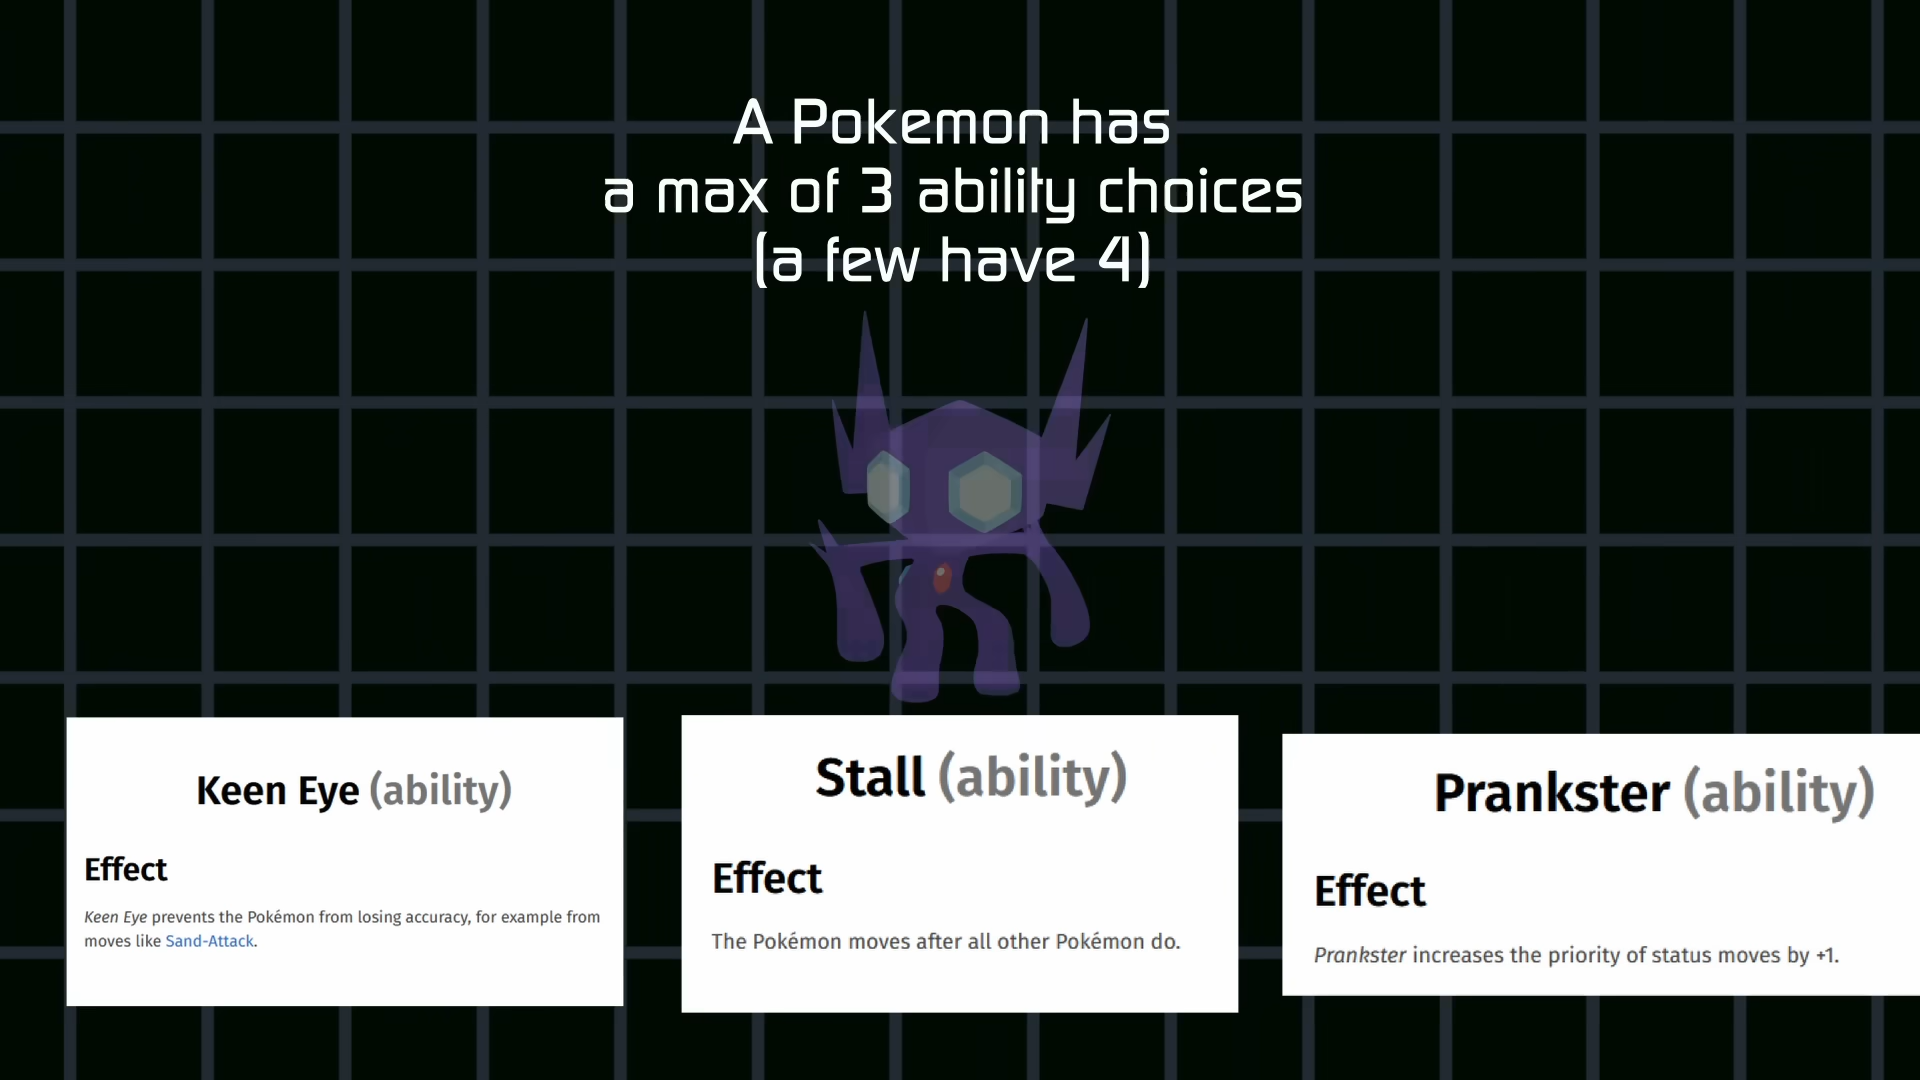 A Pokemon has
a max of 3 ability choices
(a few have 4)
Keen Eye (ability)
Effect
Keen Eye prevents the Pokémon from losing accuracy, for example from
moves like Sand-Attack.
Stall (ability)
Effect
The Pokémon moves after all other Pokémon do.
Prankster (ability)
Effect
Prankster increases the priority of status moves by +1.